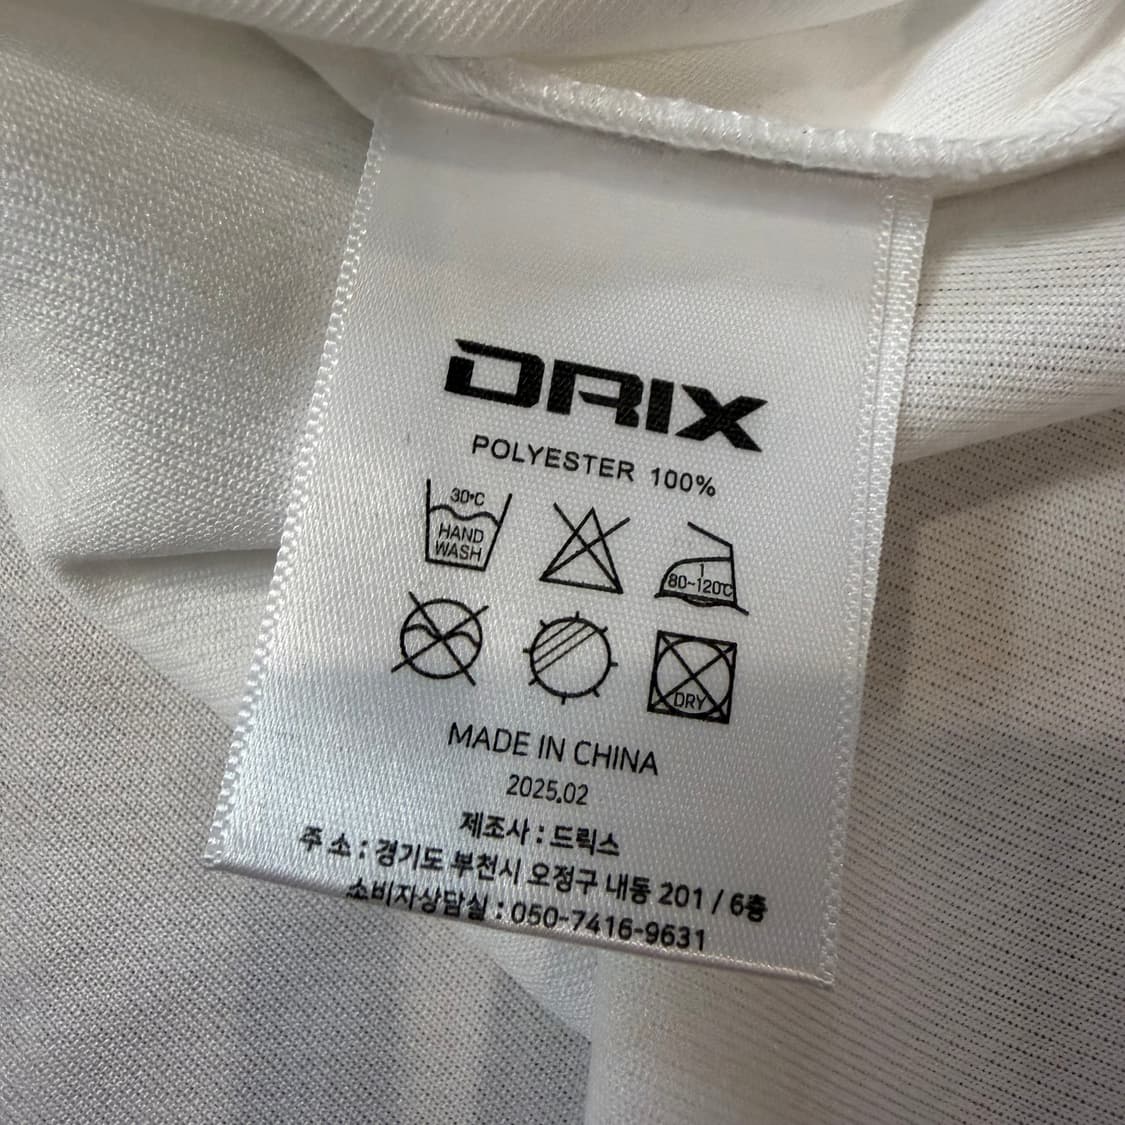 DRIX
POLYESTER 100%
30°C
HAND
WASH
1
80~120℃
DRY
MADE IN CHINA
2025.02
제조사 : 드릭스
주 소 : 경기도 부천시 오정구 내동 201 / 6층
소비자상담실 : 050-7416-9631